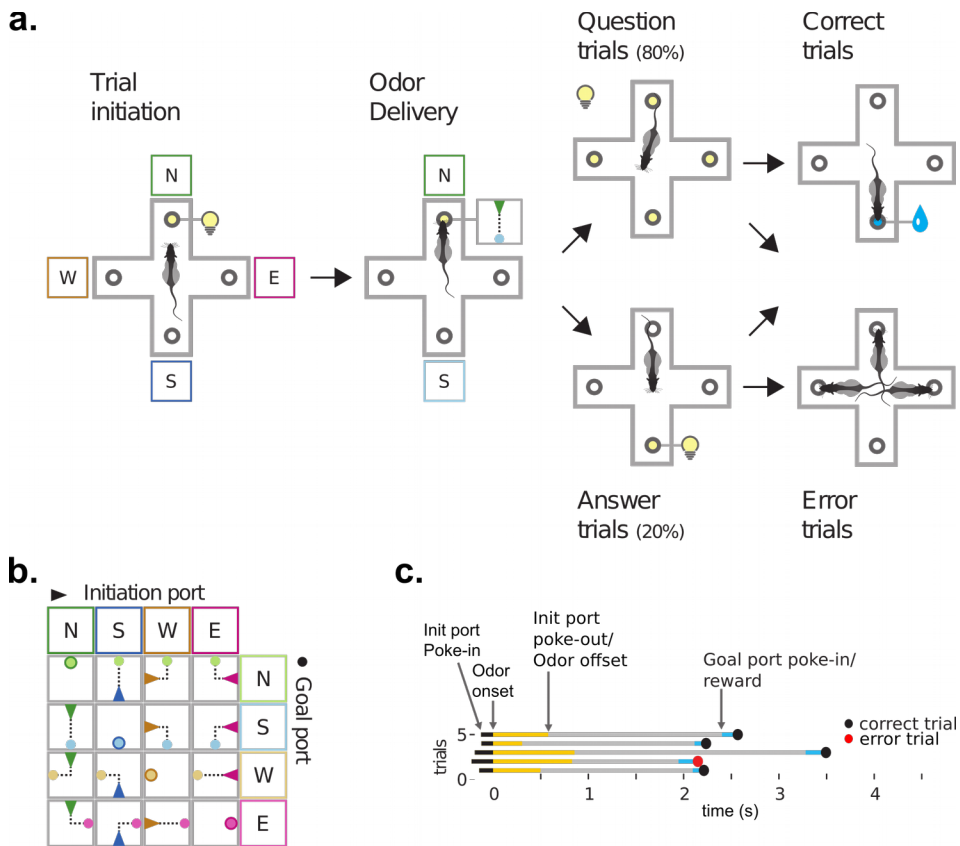 a.
Trial
initiation
Odor
Delivery
Question
trials (80%)
Correct
trials
N
W
E
S
N
S
Answer
trials (20%)
Error
trials
b.
Initiation port
N S W E
N
S
W
E
Goal port
c.
Init port
Poke-in
Odor
onset
Init port
poke-out/
Odor offset
Goal port poke-in/
reward
correct trial
error trial
trials
5
0
0 1 2 3 4
time (s)